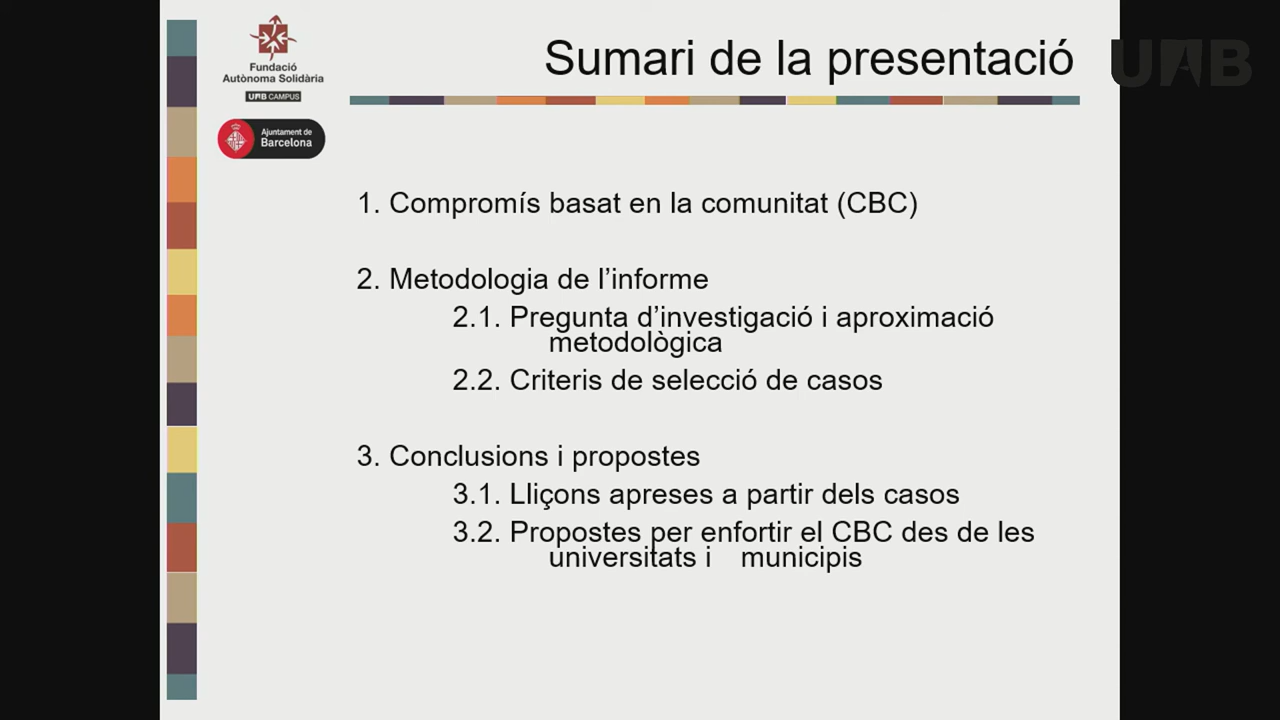 Fundació
Autònoma Solidària
UAB CAMPUS
Ajuntament de
Barcelona
Sumari de la presentació
UAB
1. Compromís basat en la comunitat (CBC)
2. Metodologia de l’informe
2.1. Pregunta d’investigació i aproximació
metodològica
2.2. Criteris de selecció de casos
3. Conclusions i propostes
3.1. Lliçons apreses a partir dels casos
3.2. Propostes per enfortir el CBC des de les
universitats i municipis